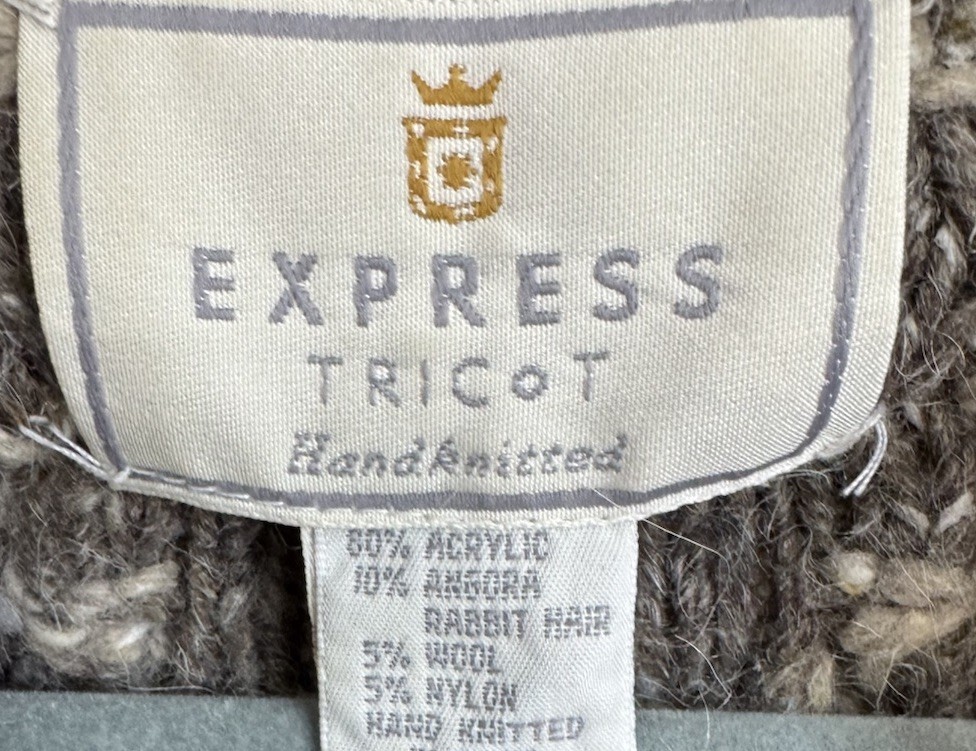 EXPRESS
TRICOT
Handknitted
80% ACRYLIC
10% ANGORA
RABBIT HAIR
5% WOOL
5% NYLON
HAND KNITTED